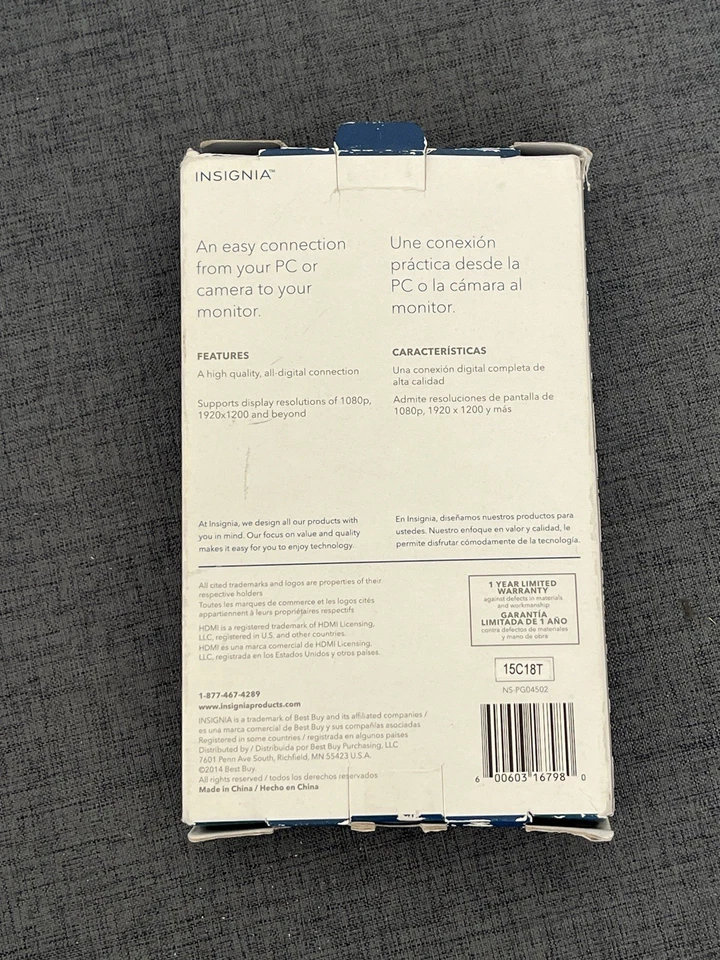 INSIGNIA™
An easy connection
from your PC or
camera to your
monitor.
Une conexión
práctica desde la
PC o la cámara al
monitor.
FEATURES
A high quality, all-digital connection
Supports display resolutions of 1080p,
1920x1200 and beyond
CARACTERÍSTICAS
Una conexión digital completa de
alta calidad
Admite resoluciones de pantalla de
1080p, 1920 x 1200 y más
At Insignia, we design all our products with
you in mind. Our focus on value and quality
makes it easy for you to enjoy technology.
En Insignia, diseñamos nuestros productos para
ustedes. Nuestro enfoque en valor y calidad, le
permite disfrutar cómodamente de la tecnología.
All cited trademarks and logos are properties of their
respective holders
Toutes les marques de commerce et les logos cités
appartiennent à leurs propriétaires respectifs
HDMI is a registered trademark of HDMI Licensing,
LLC, registered in U.S. and other countries.
HDMI es una marca comercial de HDMI Licensing,
LLC, registrada en los Estados Unidos y otros países.
1 YEAR LIMITED
WARRANTY
against defects in materials
and workmanship
GARANTÍA
LIMITADA DE 1 AÑO
contra defectos de materiales
y mano de obra
15C18T
NS-PG04502
1-877-467-4289
www.insigniaproducts.com
INSIGNIA is a trademark of Best Buy and its affiliated companies /
es una marca comercial de Best Buy y sus compañías asociadas
Registered in some countries / registrada en algunos países
Distributed by / Distribuida por Best Buy Purchasing, LLC
7601 Penn Ave South, Richfield, MN 55423 U.S.A.
©2014 Best Buy.
All rights reserved / todos los derechos reservados
Made in China / Hecho en China
6 00603 16798 0